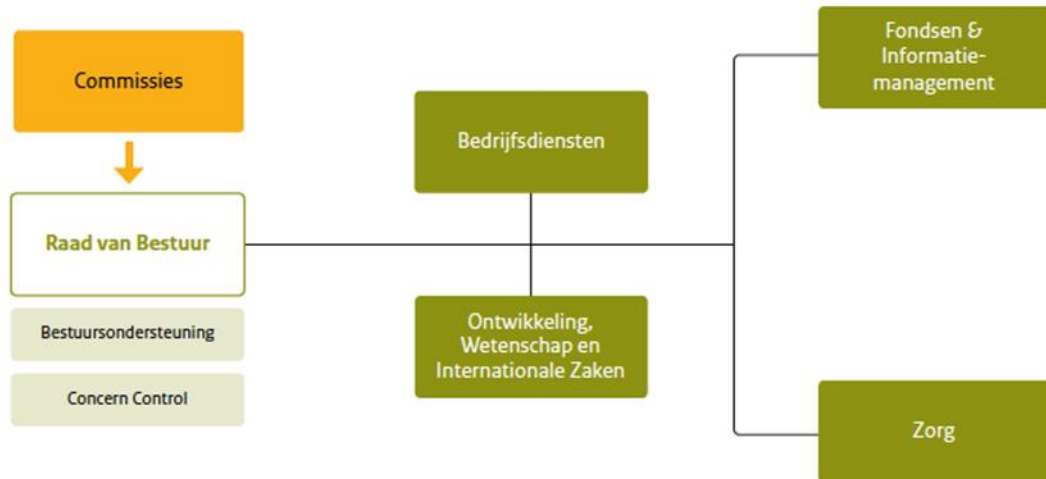 Commissies
Raad van Bestuur
Bestuursondersteuning
Concern Control
Bedrijfsdiensten
Ontwikkeling,
Wetenschap en
Internationale Zaken
Fondsen &
Informatie-
management
Zorg